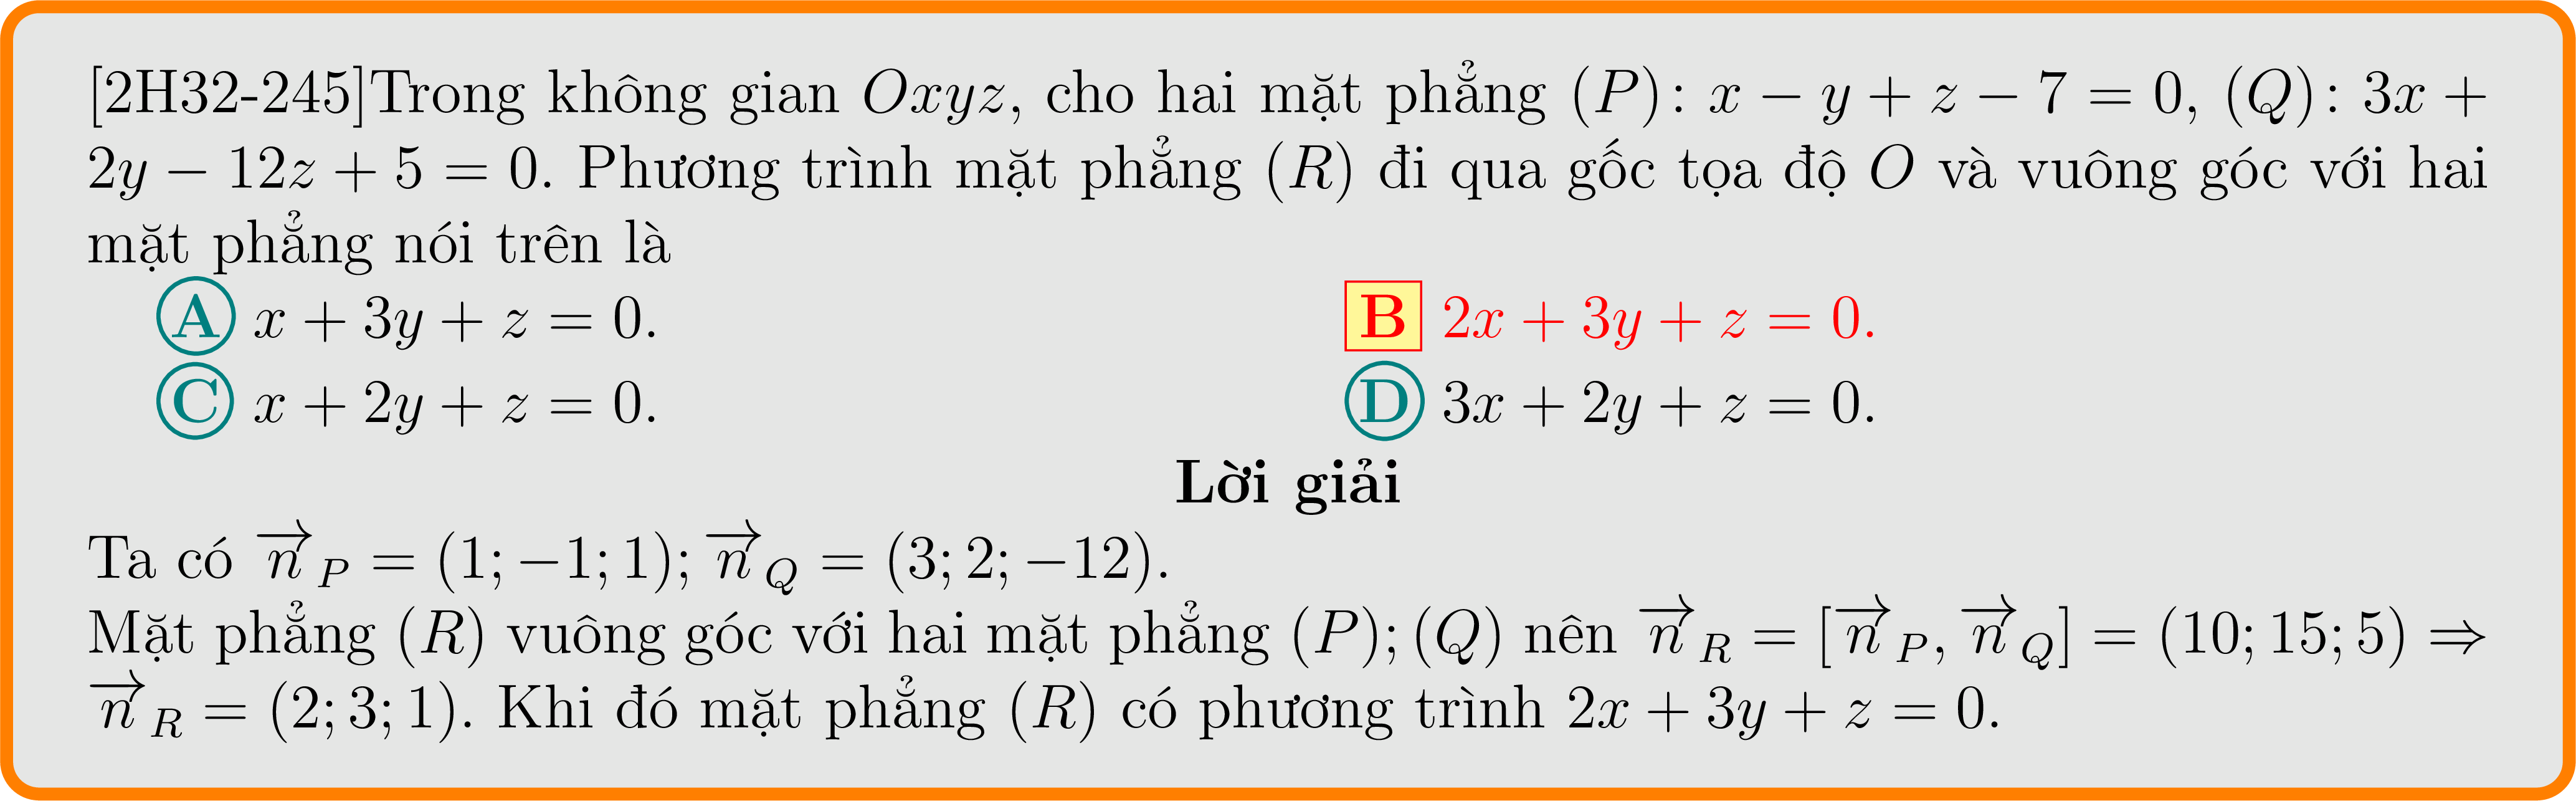 [2H32-245]Trong không gian Oxyz, cho hai mặt phẳng (P): x − y + z − 7 = 0, (Q): 3x +
2y − 12z + 5 = 0. Phương trình mặt phẳng (R) đi qua gốc tọa độ O và vuông góc với hai
mặt phẳng nói trên là
A x + 3y + z = 0. B 2x + 3y + z = 0.
C x + 2y + z = 0. D 3x + 2y + z = 0.
Lời giải
Ta có \overrightarrow{n}_P = (1; −1; 1); \overrightarrow{n}_Q = (3; 2; −12).
Mặt phẳng (R) vuông góc với hai mặt phẳng (P); (Q) nên \overrightarrow{n}_R = [\overrightarrow{n}_P, \overrightarrow{n}_Q] = (10; 15; 5) ⇒
\overrightarrow{n}_R = (2; 3; 1). Khi đó mặt phẳng (R) có phương trình 2x + 3y + z = 0.